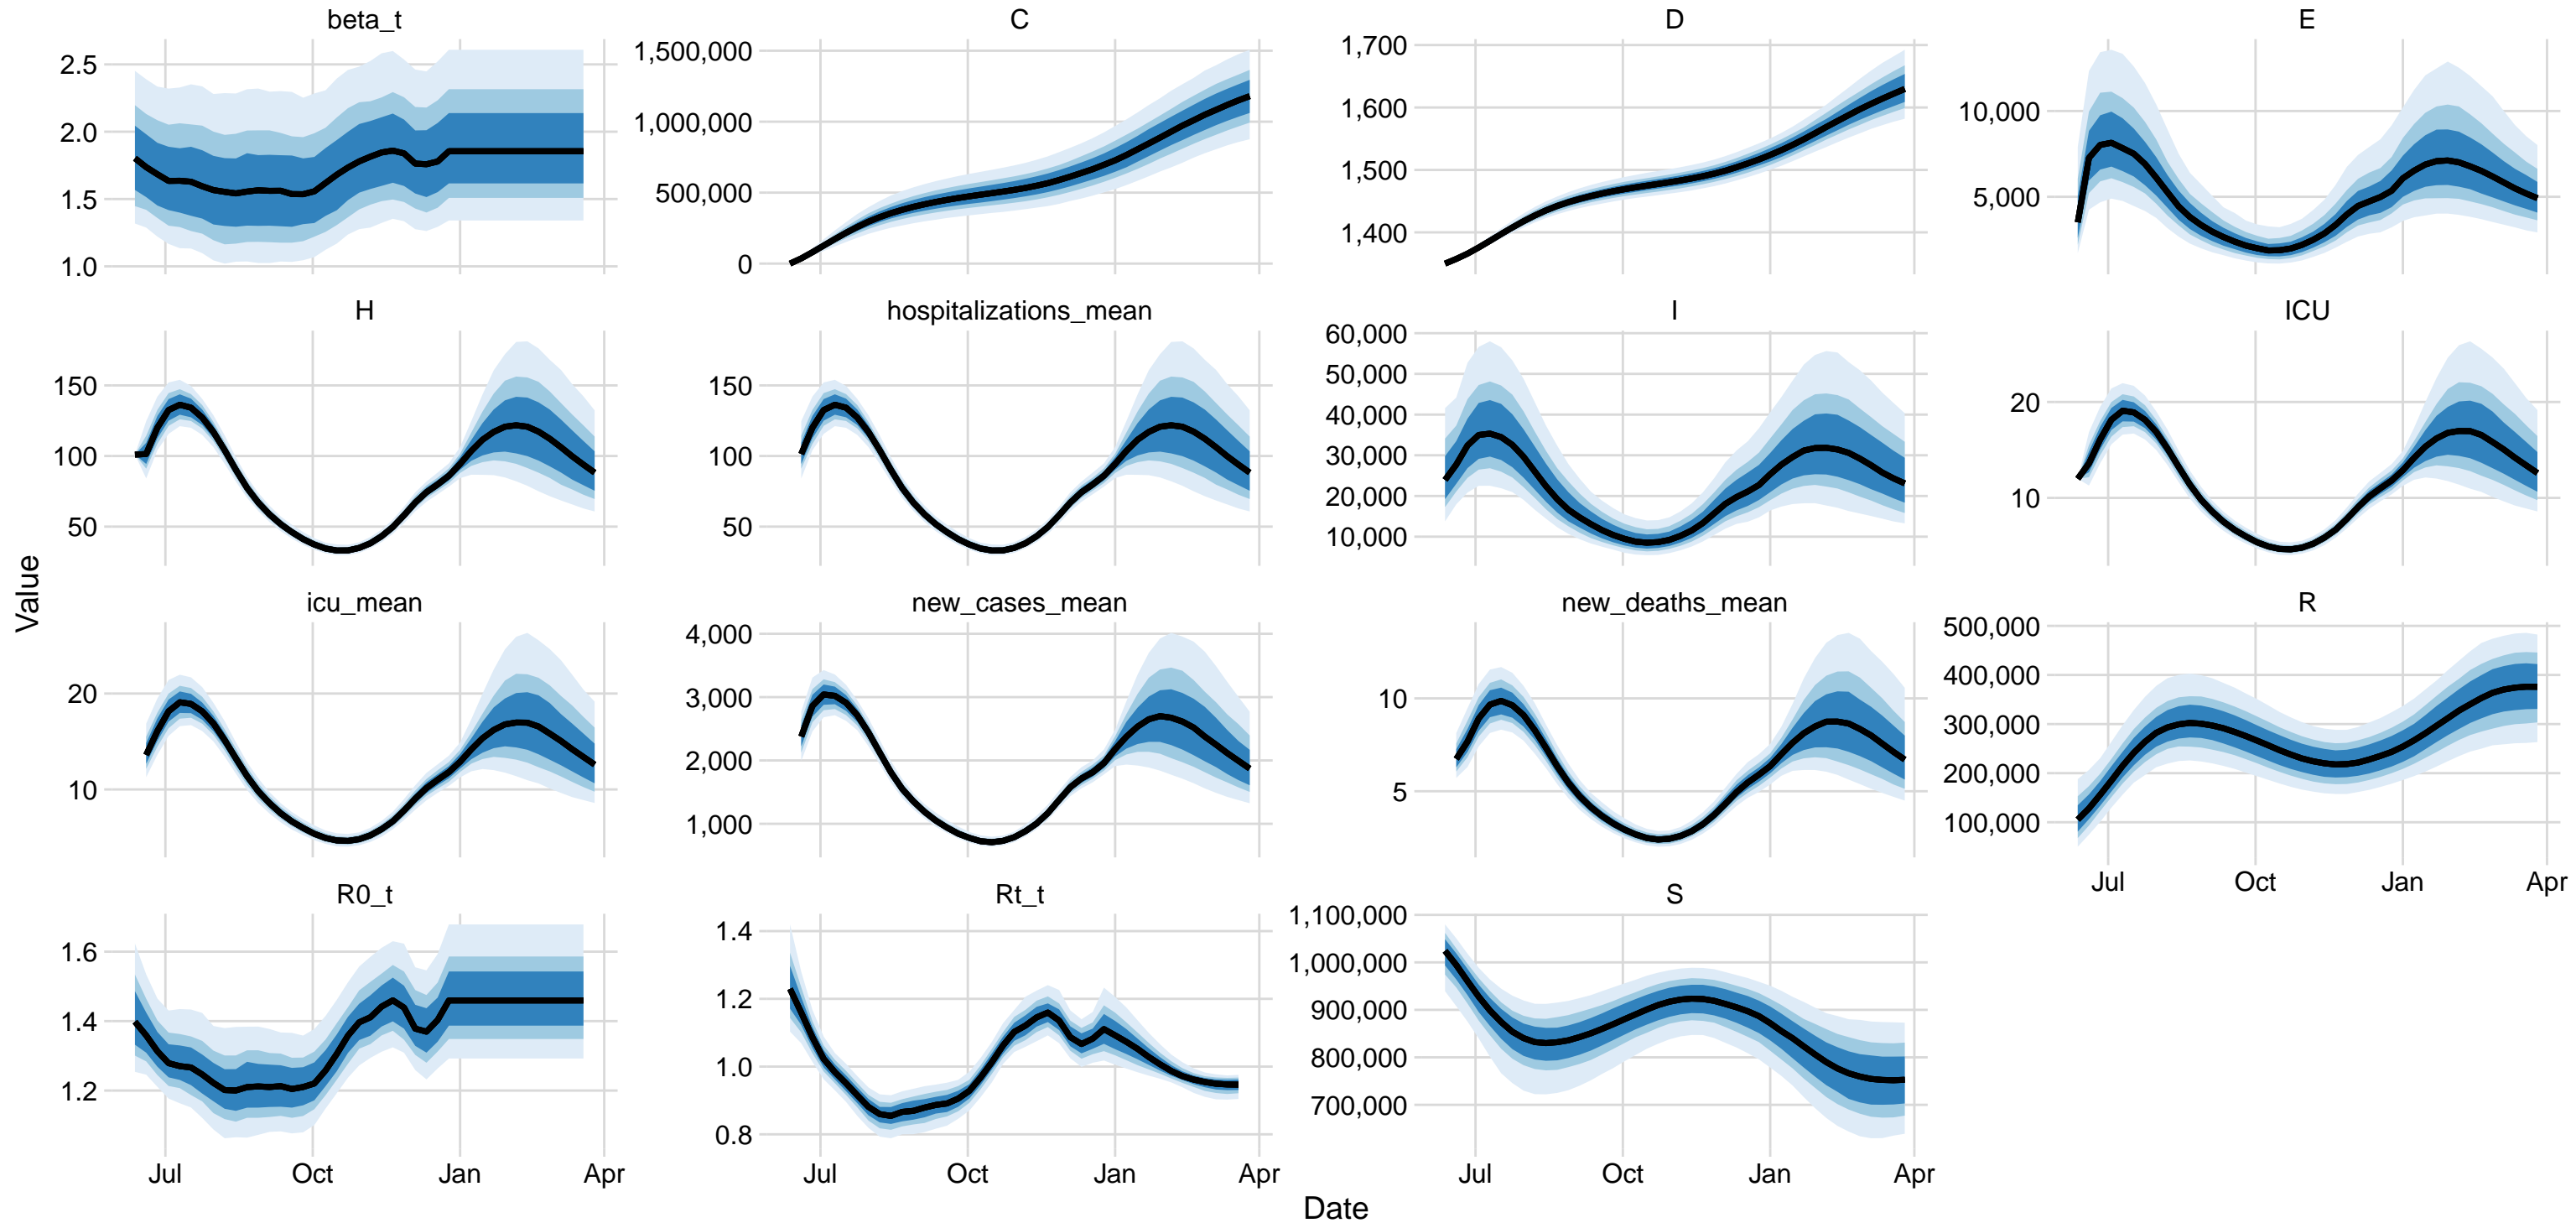 beta_t
C
D
E
2.5
2.0
1.5
1.0
1,500,000
1,000,000
500,000
0
1,700
1,600
1,500
1,400
10,000
5,000
H
hospitalizations_mean
I
ICU
150
100
50
150
100
50
60,000
50,000
40,000
30,000
20,000
10,000
20
10
icu_mean
new_cases_mean
new_deaths_mean
R
20
10
4,000
3,000
2,000
1,000
10
5
500,000
400,000
300,000
200,000
100,000
Jul Oct Jan Apr
R0_t
Rt_t
S
1.6
1.4
1.2
1.4
1.2
1.0
0.8
1,100,000
1,000,000
900,000
800,000
700,000
Jul Oct Jan Apr
Jul Oct Jan Apr
Jul Oct Jan Apr
Value
Date